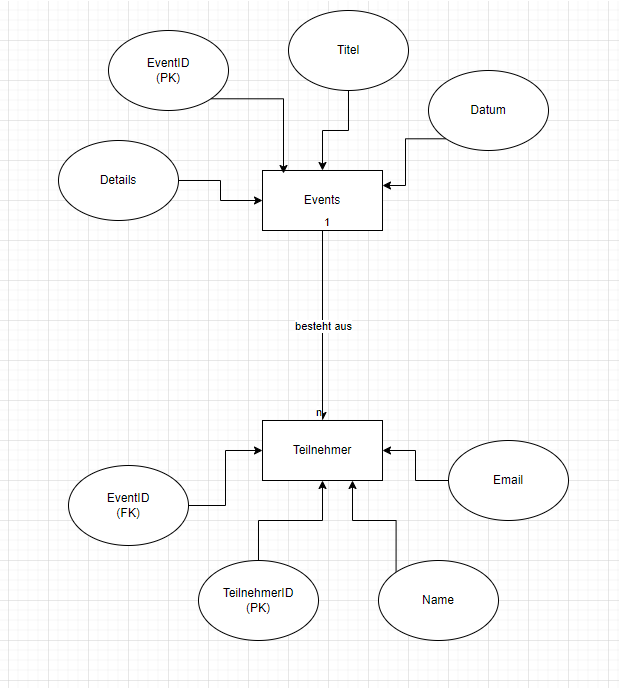 EventID
(PK)
Titel
Datum
Details
Events
1
besteht aus
n
Teilnehmer
EventID
(FK)
Email
TeilnehmerID
(PK)
Name